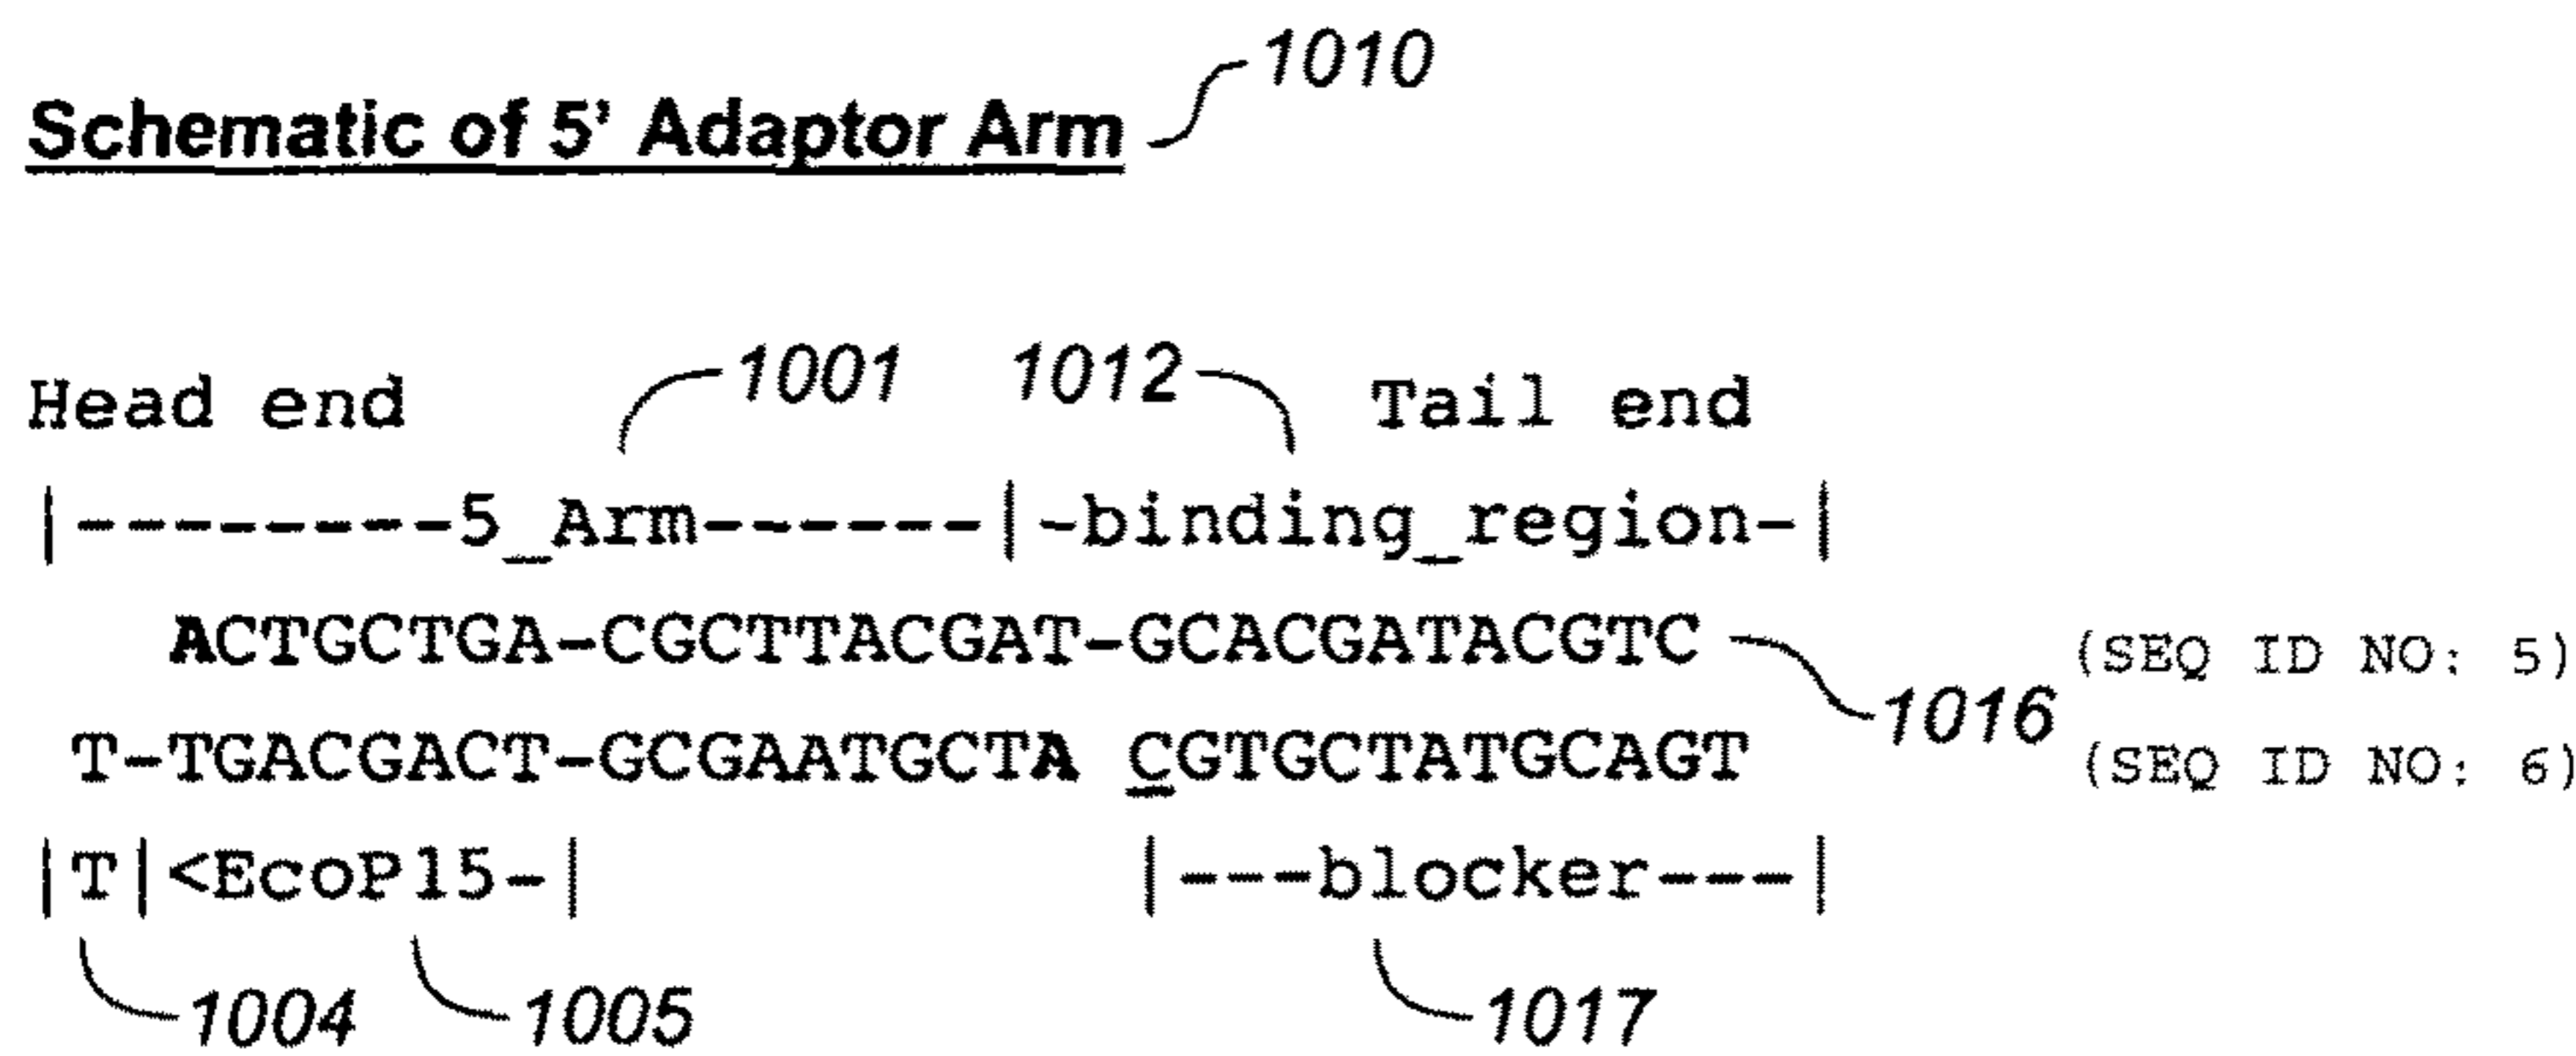 1010
Schematic of 5' Adaptor Arm
1001 1012
Head end Tail end
|---------5_Arm------|-binding_region-|
ACTGCTGA-CGCTTACGAT-GCACGATACGTC (SEQ ID NO: 5)
1016
T-TGACGACT-GCGAATGCTA CGTGCTATGCAGT (SEQ ID NO: 6)
|T|<EcoP15-| |---blocker---|
1004 1005 1017